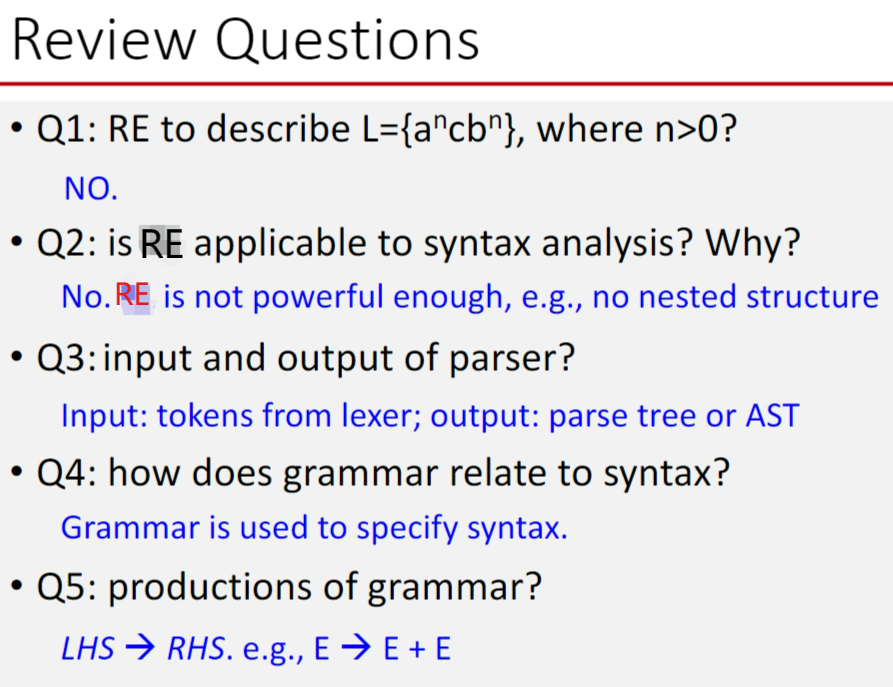 Review Questions
• Q1: RE to describe L={aⁿcbⁿ}, where n>0?
NO.
• Q2: is RE applicable to syntax analysis? Why?
No. RE is not powerful enough, e.g., no nested structure
• Q3: input and output of parser?
Input: tokens from lexer; output: parse tree or AST
• Q4: how does grammar relate to syntax?
Grammar is used to specify syntax.
• Q5: productions of grammar?
LHS → RHS. e.g., E → E + E